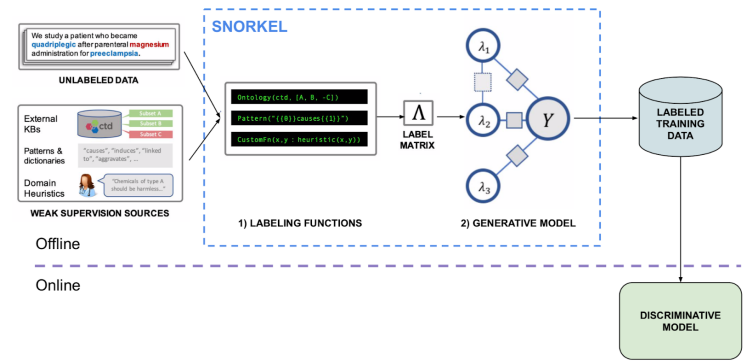 SNORKEL
We study a patient who became
quadriplegic after parenteral magnesium
administration for preeclampsia.
UNLABELED DATA
External
KBs
ctd
Subset A
Subset B
Subset C
Patterns &
dictionaries
"causes", "induces", "linked
to", "aggravates", ...
Domain
Heuristics
"Chemicals of type A
should be harmless..."
WEAK SUPERVISION SOURCES
Ontology(ctd, {A, B, -C})
Pattern("{{0}}causes{{1}}")
CustomFn(x,y : heuristic(x,y))
1) LABELING FUNCTIONS
Λ
LABEL
MATRIX
λ1
λ2
λ3
Y
2) GENERATIVE MODEL
LABELED
TRAINING
DATA
Offline
Online
DISCRIMINATIVE
MODEL